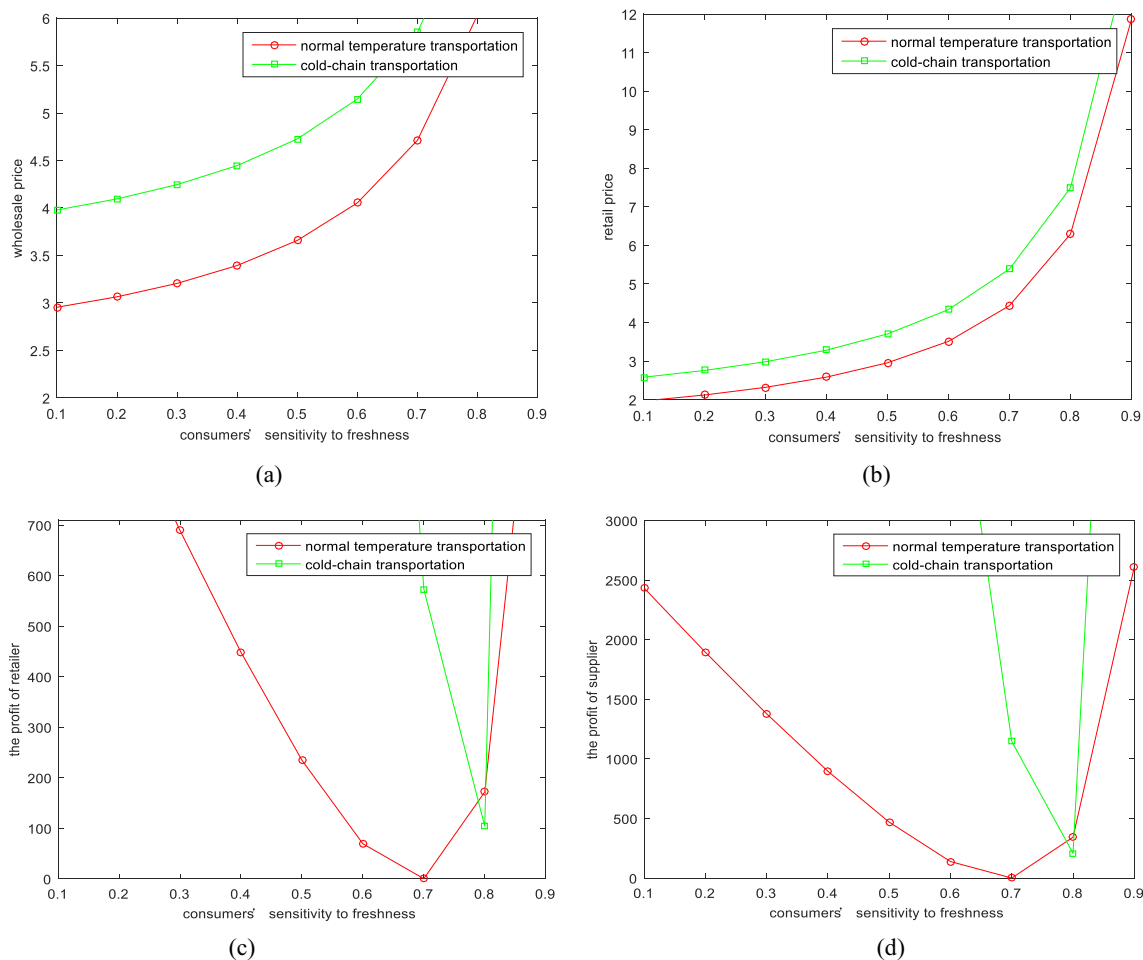 6
5.5
5
4.5
4
3.5
3
2.5
2
0.1 0.2 0.3 0.4 0.5 0.6 0.7 0.8 0.9
wholesale price
consumers' sensitivity to freshness
normal temperature transportation
cold-chain transportation
(a)
12
11
10
9
8
7
6
5
4
3
2
0.1 0.2 0.3 0.4 0.5 0.6 0.7 0.8 0.9
retail price
consumers' sensitivity to freshness
normal temperature transportation
cold-chain transportation
(b)
700
600
500
400
300
200
100
0
0.1 0.2 0.3 0.4 0.5 0.6 0.7 0.8 0.9
the profit of retailer
consumers' sensitivity to freshness
normal temperature transportation
cold-chain transportation
(c)
3000
2500
2000
1500
1000
500
0
0.1 0.2 0.3 0.4 0.5 0.6 0.7 0.8 0.9
the profit of supplier
consumers' sensitivity to freshness
normal temperature transportation
cold-chain transportation
(d)